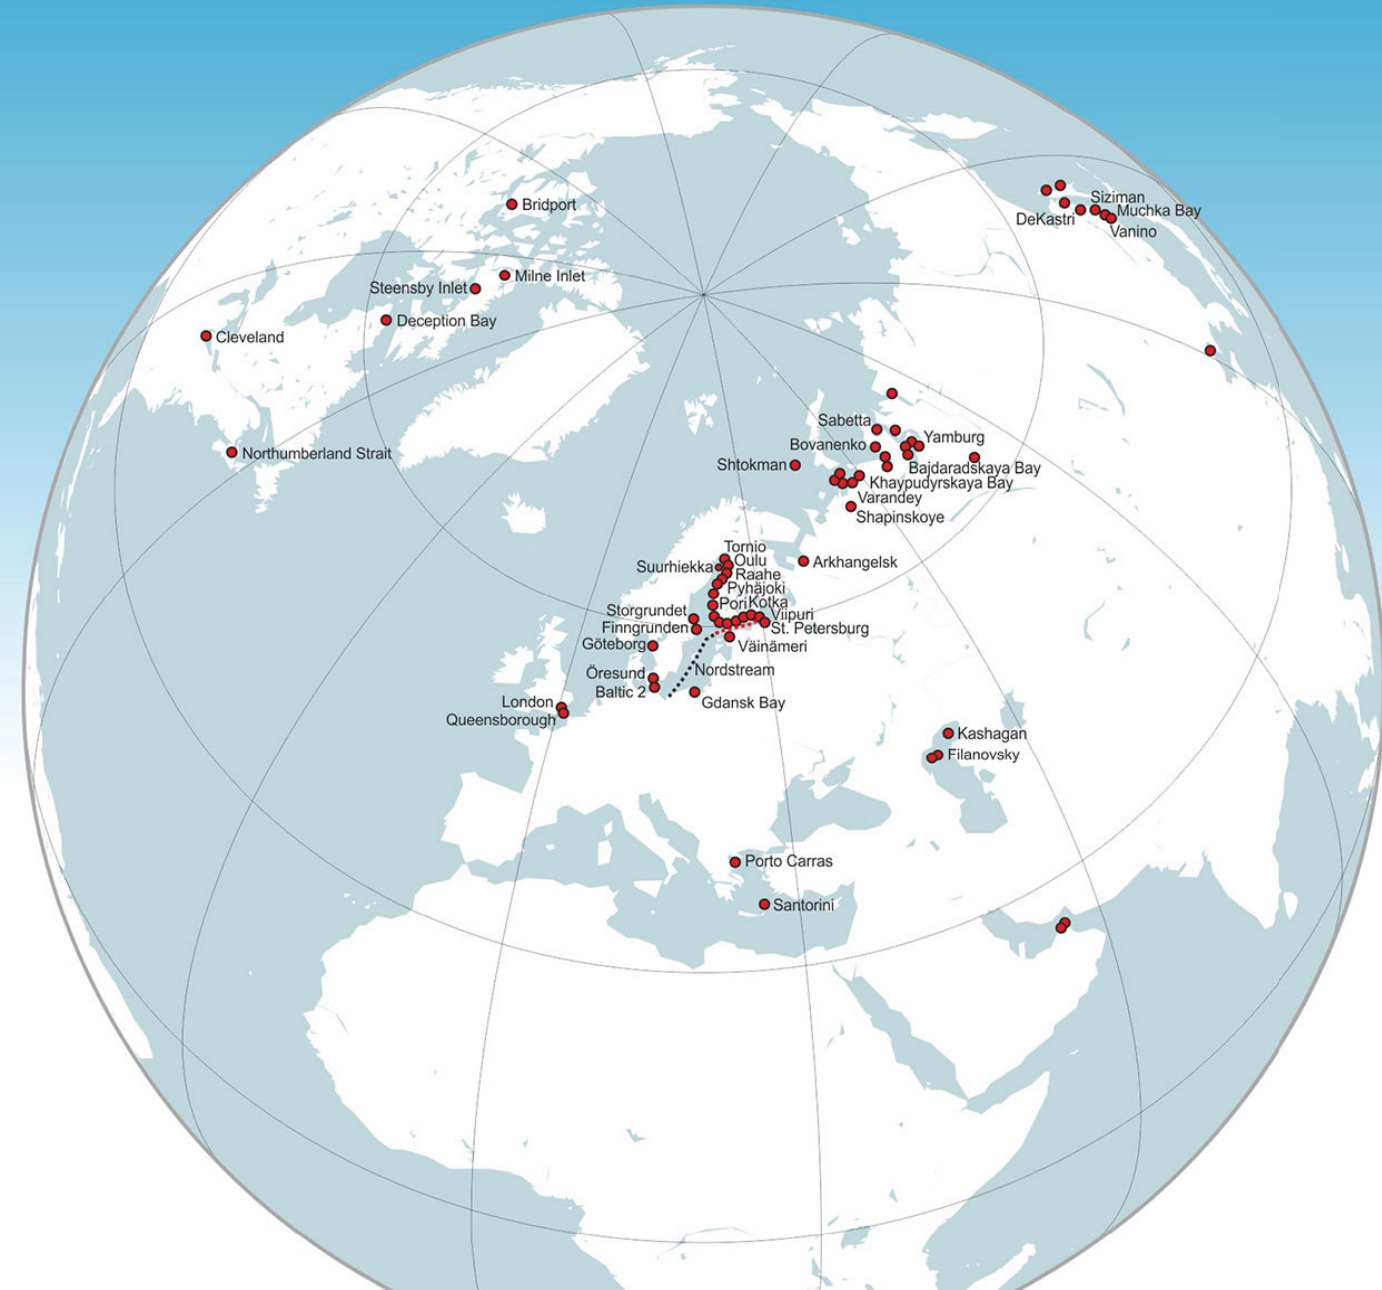 Siziman
Bridport
Muchka Bay
DeKastri
Vanino
Milne Inlet
Steensby Inlet
Deception Bay
Cleveland
Sabetta
Yamburg
Bovanenko
Northumberland Strait
Shtokman
Bajdaradskaya Bay
Khaypudyrskaya Bay
Varandey
Shapinskoye
Tornio
Oulu
Arkhangelsk
Suurhiekka
Raahe
Pyhäjoki
Pori
Kotka
Storgrundet
Viipuri
Finngrunden
St. Petersburg
Göteborg
Väinämeri
Öresund
Nordstream
Baltic 2
London
Gdansk Bay
Queensborough
Kashagan
Filanovsky
Porto Carras
Santorini